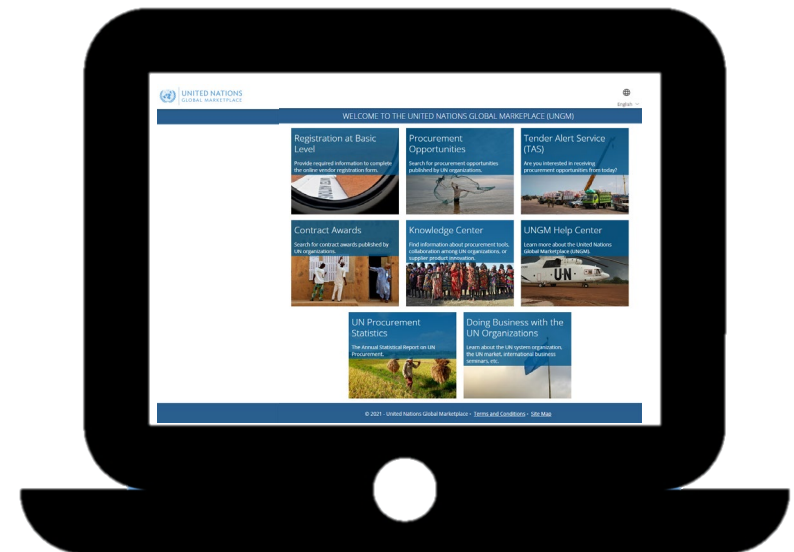 UNITED NATIONS
GLOBAL MARKETPLACE
English
WELCOME TO THE UNITED NATIONS GLOBAL MARKEPLACE (UNGM)
Registration at Basic
Level
Provide required information to complete
the online vendor registration form.
Procurement
Opportunities
Search for procurement opportunities
published by UN organizations.
Tender Alert Service
(TAS)
Are you interested in receiving
procurement opportunities from today?
Contract Awards
Search for contract awards published by
UN organizations.
Knowledge Center
Find information about procurement tools,
collaboration among UN organizations, or
supplier product innovation.
UNGM Help Center
Learn more about the United Nations
Global Marketplace (UNGM).
UN
UN Procurement
Statistics
The Annual Statistical Report on UN
Procurement.
Doing Business with the
UN Organizations
Learn about the UN system organization,
the UN market, international business
seminars, etc.
© 2021 - United Nations Global Marketplace • Terms and Conditions • Site Map